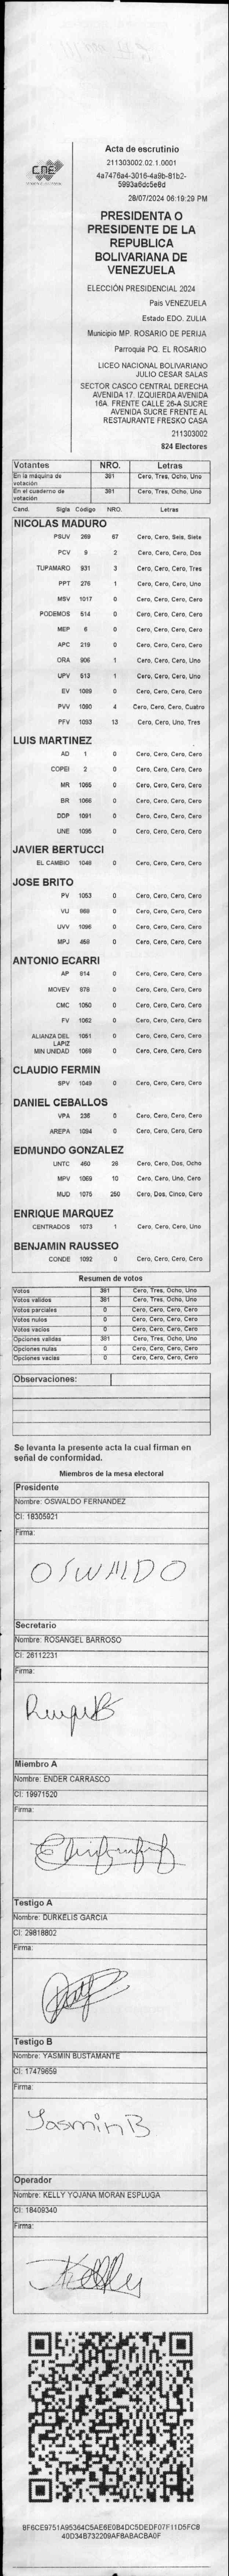 CNE
Acta de escrutinio
211303002.02.1.0001
4a7476a4-3016-4a9b-81b2-
5993a6dc5e8d
28/07/2024 06:19:29 PM
PRESIDENTA O
PRESIDENTE DE LA
REPUBLICA
BOLIVARIANA DE
VENEZUELA
ELECCIÓN PRESIDENCIAL 2024
País VENEZUELA
Estado EDO. ZULIA
Municipio MP. ROSARIO DE PERIJA
Parroquia PQ. EL ROSARIO
LICEO NACIONAL BOLIVARIANO
JULIO CESAR SALAS
SECTOR CASCO CENTRAL DERECHA
AVENIDA 17. IZQUIERDA AVENIDA
16A. FRENTE CALLE 26-A SUCRE
AVENIDA SUCRE FRENTE AL
RESTAURANTE FRESKO CASA
211303002
824 Electores
Votantes NRO. Letras
En la máquina de votación 381 Cero, Tres, Ocho, Uno
En el cuaderno de votación 381 Cero, Tres, Ocho, Uno
Cand. Sigla Código NRO. Letras
NICOLAS MADURO
PSUV 269 67 Cero, Cero, Seis, Siete
PCV 9 2 Cero, Cero, Cero, Dos
TUPAMARO 931 3 Cero, Cero, Cero, Tres
PPT 276 1 Cero, Cero, Cero, Uno
MSV 1017 0 Cero, Cero, Cero, Cero
PODEMOS 514 0 Cero, Cero, Cero, Cero
MEP 6 0 Cero, Cero, Cero, Cero
APC 219 0 Cero, Cero, Cero, Cero
ORA 906 1 Cero, Cero, Cero, Uno
UPV 513 1 Cero, Cero, Cero, Uno
EV 1089 0 Cero, Cero, Cero, Cero
PVV 1090 4 Cero, Cero, Cero, Cuatro
PFV 1093 13 Cero, Cero, Uno, Tres
LUIS MARTINEZ
AD 1 0 Cero, Cero, Cero, Cero
COPEI 2 0 Cero, Cero, Cero, Cero
MR 1065 0 Cero, Cero, Cero, Cero
BR 1066 0 Cero, Cero, Cero, Cero
DDP 1091 0 Cero, Cero, Cero, Cero
UNE 1095 0 Cero, Cero, Cero, Cero
JAVIER BERTUCCI
EL CAMBIO 1048 0 Cero, Cero, Cero, Cero
JOSE BRITO
PV 1053 0 Cero, Cero, Cero, Cero
VU 969 0 Cero, Cero, Cero, Cero
UVV 1096 0 Cero, Cero, Cero, Cero
MPJ 458 0 Cero, Cero, Cero, Cero
ANTONIO ECARRI
AP 814 0 Cero, Cero, Cero, Cero
MOVEV 979 0 Cero, Cero, Cero, Cero
CMC 1050 0 Cero, Cero, Cero, Cero
FV 1062 0 Cero, Cero, Cero, Cero
ALIANZA DEL LAPIZ 1051 0 Cero, Cero, Cero, Cero
MIN UNIDAD 1069 0 Cero, Cero, Cero, Cero
CLAUDIO FERMIN
SPV 1049 0 Cero, Cero, Cero, Cero
DANIEL CEBALLOS
VPA 236 0 Cero, Cero, Cero, Cero
AREPA 1094 0 Cero, Cero, Cero, Cero
EDMUNDO GONZALEZ
UNTC 460 28 Cero, Cero, Dos, Ocho
MPV 1069 10 Cero, Cero, Uno, Cero
MUD 1075 250 Cero, Dos, Cinco, Cero
ENRIQUE MARQUEZ
CENTRADOS 1073 1 Cero, Cero, Cero, Uno
BENJAMIN RAUSSEO
CONDE 1092 0 Cero, Cero, Cero, Cero
Resumen de votos
Votos 381 Cero, Tres, Ocho, Uno
Votos validos 381 Cero, Tres, Ocho, Uno
Votos parciales 0 Cero, Cero, Cero, Cero
Votos nulos 0 Cero, Cero, Cero, Cero
Votos vacios 0 Cero, Cero, Cero, Cero
Opciones validas 381 Cero, Tres, Ocho, Uno
Opciones nulas 0 Cero, Cero, Cero, Cero
Opciones vacias 0 Cero, Cero, Cero, Cero
Observaciones:
Se levanta la presente acta la cual firman en
señal de conformidad.
Miembros de la mesa electoral
Presidente
Nombre: OSWALDO FERNANDEZ
CI: 18305921
Firma:
OSWALDO
Secretario
Nombre: ROSANGEL BARROSO
CI: 26112231
Firma:
Miembro A
Nombre: ENDER CARRASCO
CI: 19971520
Firma:
Testigo A
Nombre: DURKELIS GARCIA
CI: 29818802
Firma:
Testigo B
Nombre: YASMIN BUSTAMANTE
CI: 17479659
Firma:
Yasmin B
Operador
Nombre: KELLY YOJANA MORAN ESPLUGA
CI: 18409340
Firma:
Kelly
8F6CE9751A95364C5AE6E0B4DC5DEDF07F11D5FC8
40D34B732209AF8ABACBA0F